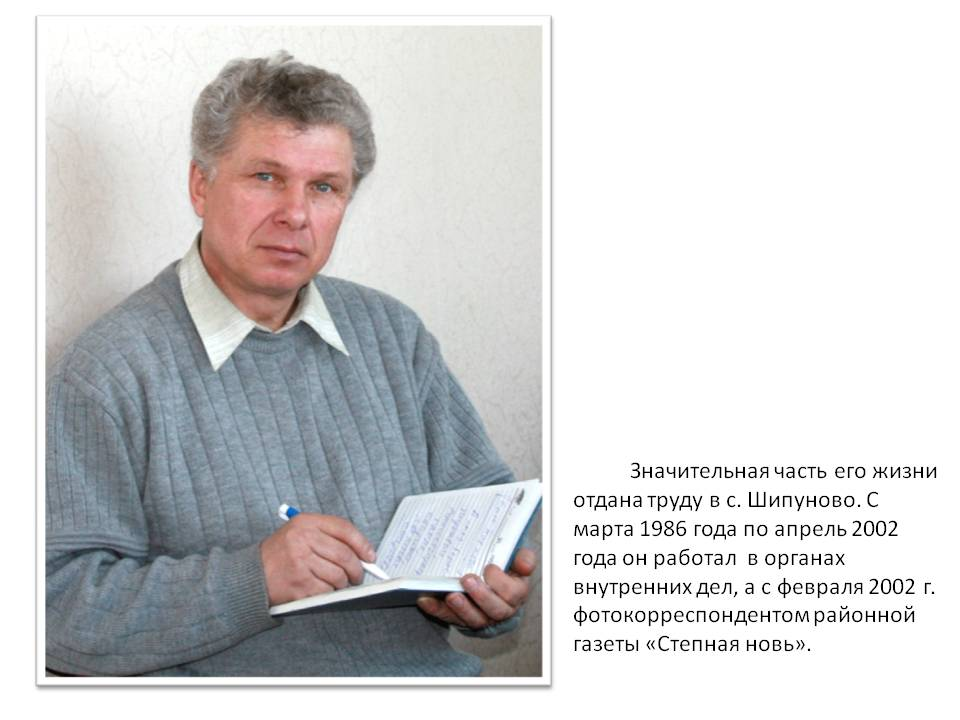 Значительная часть его жизни
отдана труду в с. Шипуново. С
марта 1986 года по апрель 2002
года он работал в органах
внутренних дел, а с февраля 2002 г.
фотокорреспондентом районной
газеты «Степная новь».